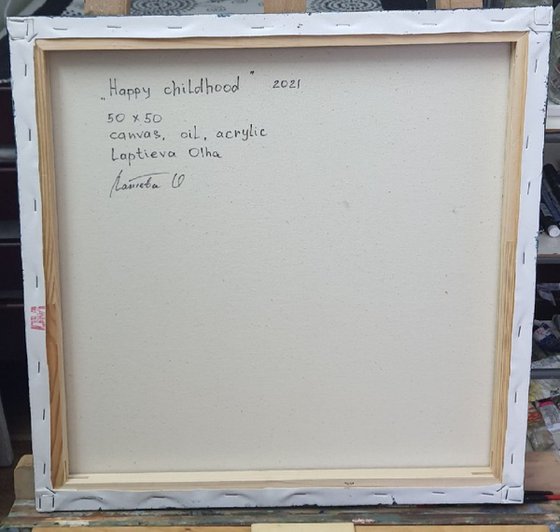 „Happy childhood” 2021
50 x 50
canvas, oil, acrylic
Laptieva Olha